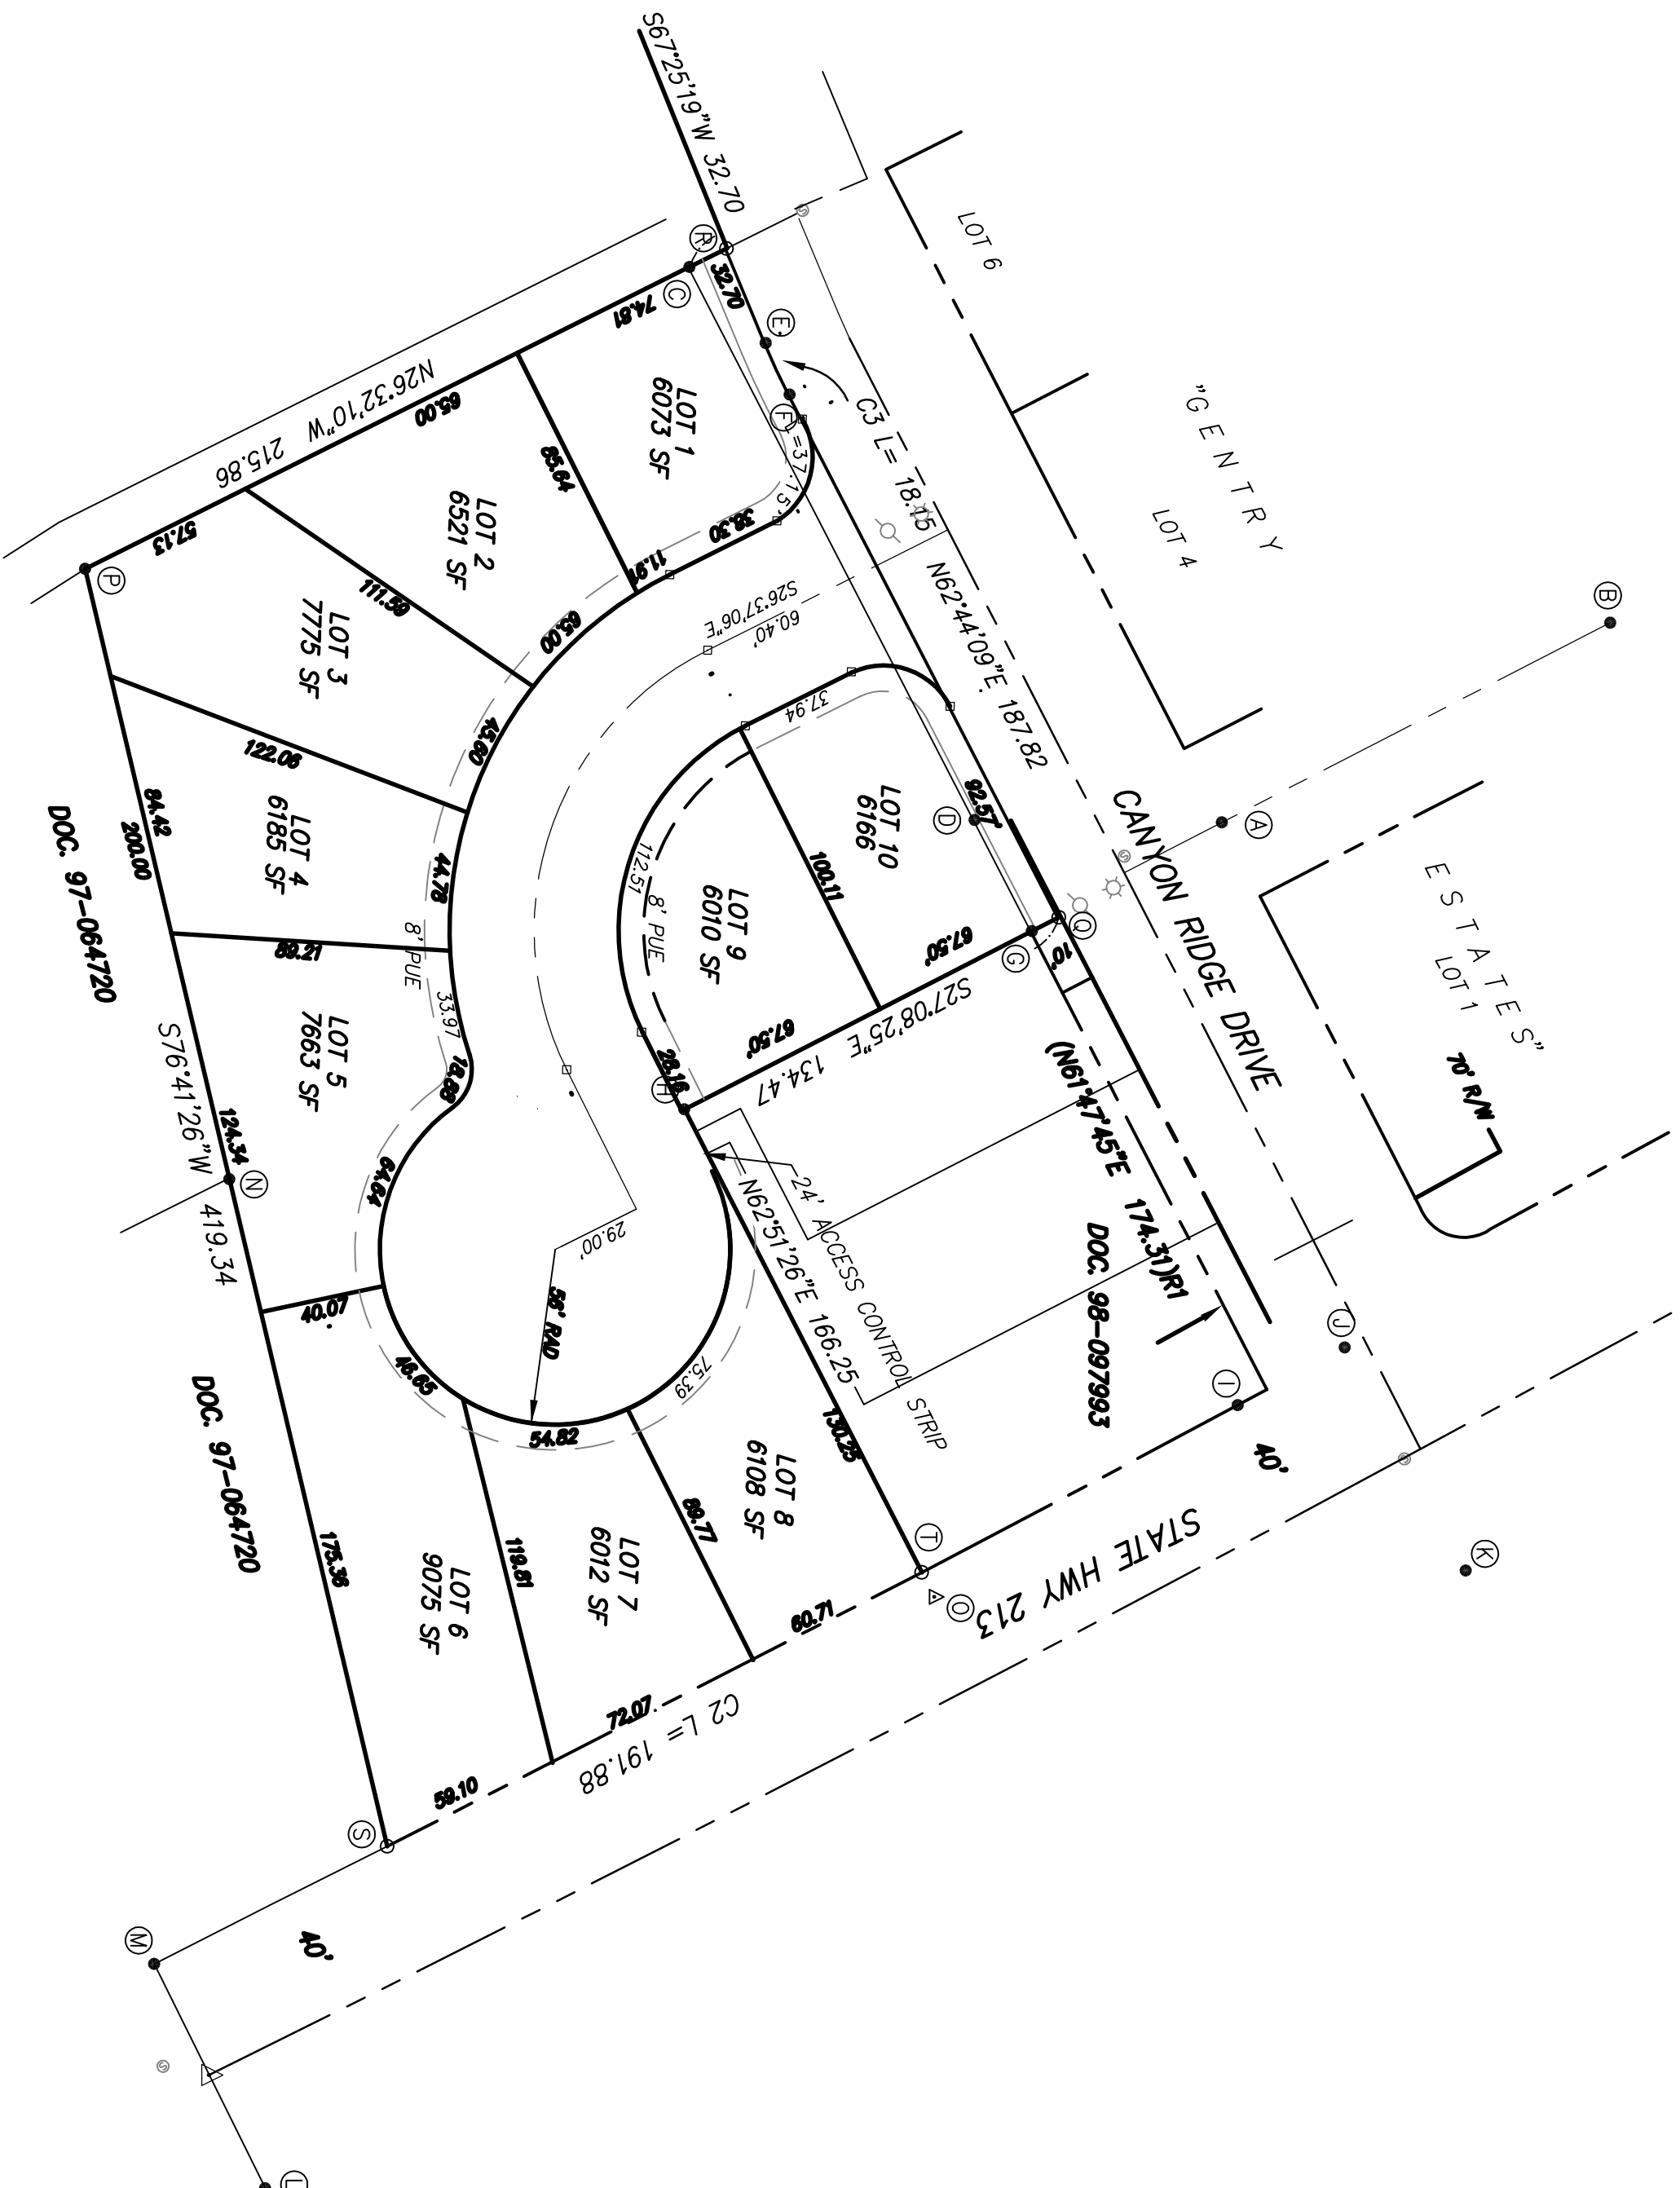 S67°25'19"W 32.70
LOT 6
"GENTRY
LOT 4
ESTATES"
LOT 1
70' R/W
B
A
R
C
E
F
32.70
C3 L= 18.15
N62°44'09"E 187.82
CANYON RIDGE DRIVE
74.81
LOT 1
6073 SF
L=37.15'
38.30
85.64
11.91
N26°32'10"W 215.86
65.00
LOT 2
6521 SF
65.00
111.59
57.13
P
LOT 3
7775 SF
45.60
122.06
S26°37'06"E
60.40'
37.94
LOT 10
6166
92.57'
D
100.11
Q
G
10'
67.50'
LOT 9
6010 SF
8' PUE
112.51
S27°08'25"E 134.47
67.50'
28.16
H
LOT 4
6185 SF
84.42
200.00
44.78
8' PUE
89.21
33.97
18.88
LOT 5
7663 SF
DOC. 97-064720
S76°41'26"W 419.34
124.34
N
64.64
40.07
29.00'
56' RAD
46.65
54.82
75.39
(N61°47'45"E 174.31)R1
DOC. 98-097993
24' ACCESS CONTROL STRIP
N62°51'26"E 166.25
130.25
J
I
40'
K
STATE HWY 213
T
O
LOT 8
6108 SF
89.77
60.71
LOT 7
6012 SF
119.81
72.07
C2 L= 191.88
LOT 6
9075 SF
175.36
59.10
DOC. 97-064720
S
M
40'
L